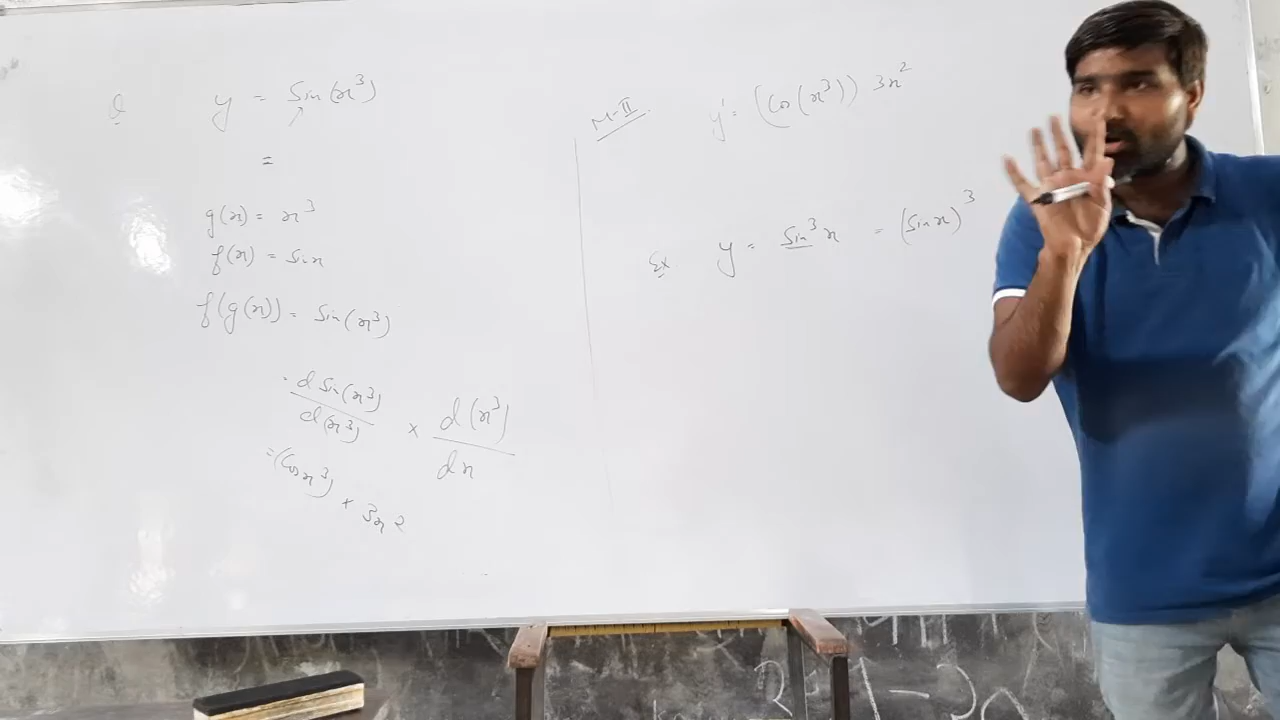 Q y = Sin(x³)
=
g(x) = x³
f(x) = Sin x
f(g(x)) = Sin(x³)
= d Sin(x³) / d(x³) × d(x³) / dx
= (Cos x³) × 3x²
M-II y' = (Cos(x³)) 3x²
Ex y = Sin³x = (Sin x)³